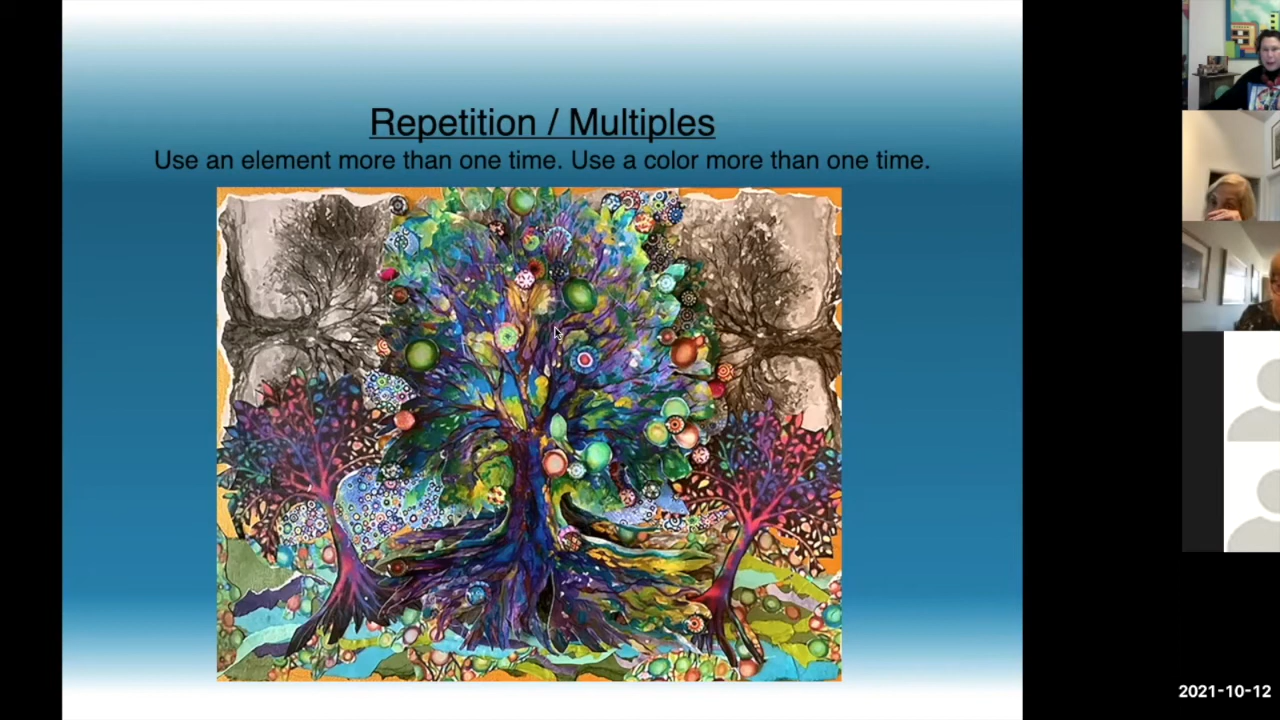 Repetition / Multiples
Use an element more than one time. Use a color more than one time.
2021-10-12